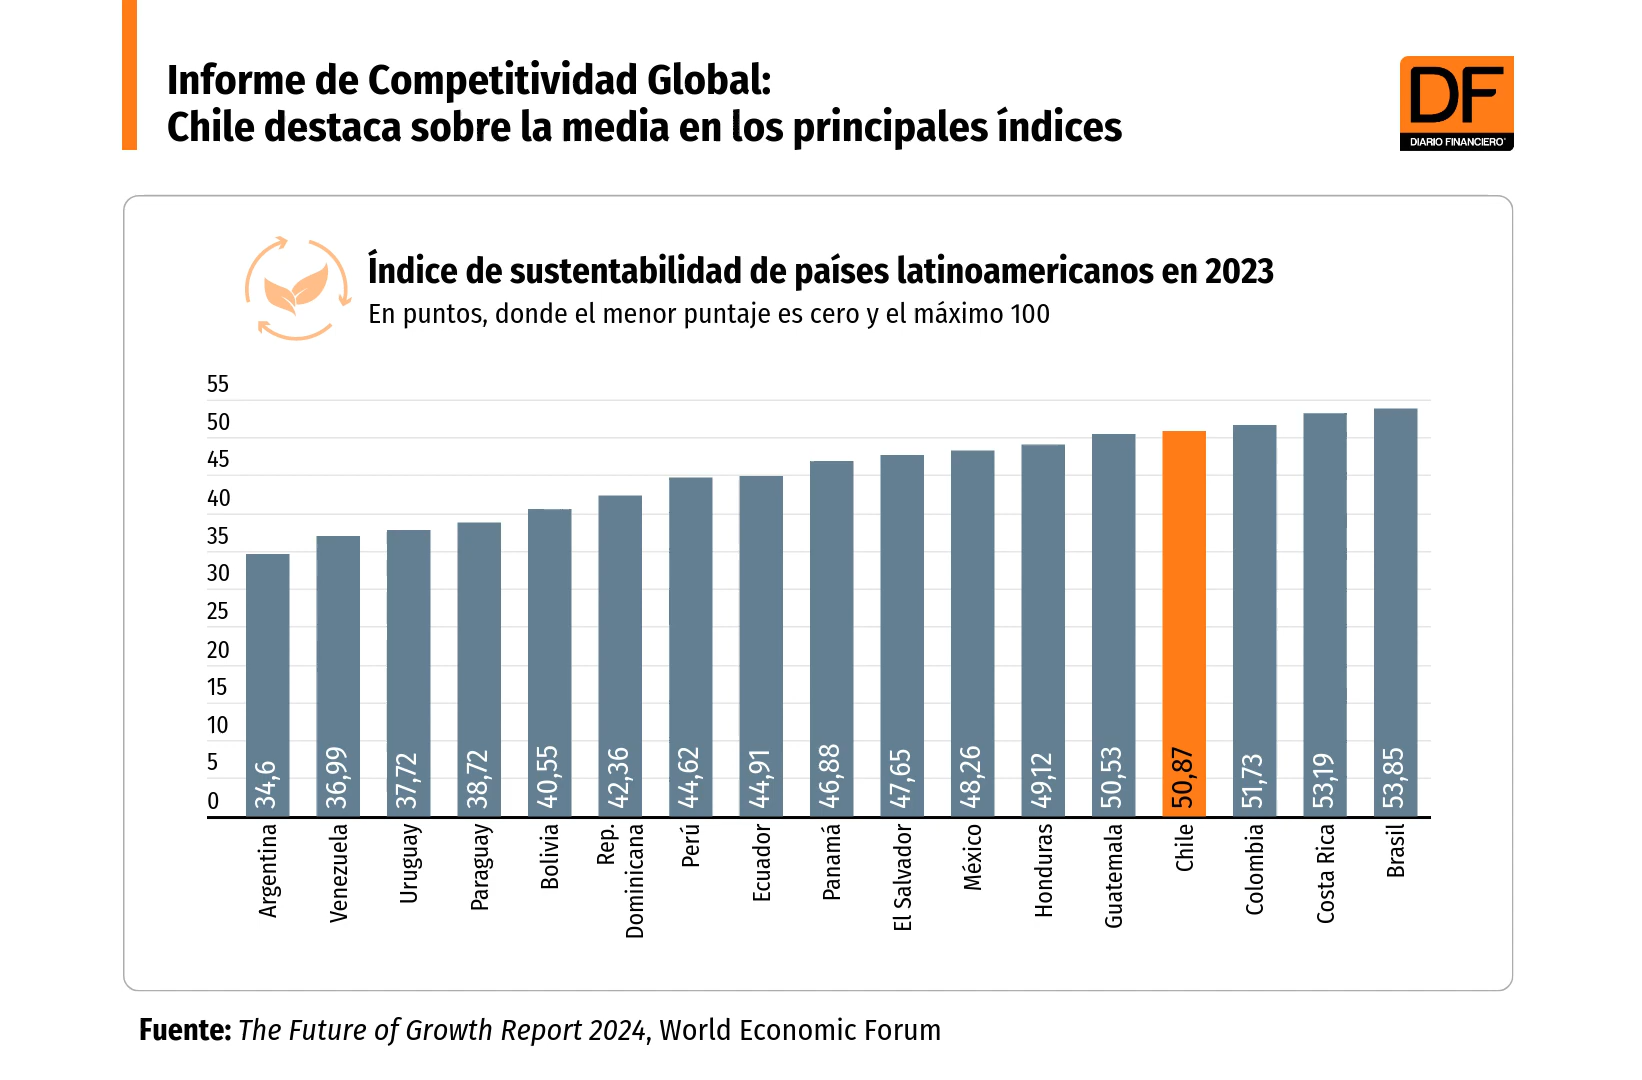 Informe de Competitividad Global:
Chile destaca sobre la media en los principales índices
DF
DIARIO FINANCIERO
Índice de sustentabilidad de países latinoamericanos en 2023
En puntos, donde el menor puntaje es cero y el máximo 100
55
50
45
40
35
30
25
20
15
10
5
0
34,6
36,99
37,72
38,72
40,55
42,36
44,62
44,91
46,88
47,65
48,26
49,12
50,53
50,87
51,73
53,19
53,85
Argentina
Venezuela
Uruguay
Paraguay
Bolivia
Rep.
Dominicana
Perú
Ecuador
Panamá
El Salvador
México
Honduras
Guatemala
Chile
Colombia
Costa Rica
Brasil
Fuente: The Future of Growth Report 2024, World Economic Forum